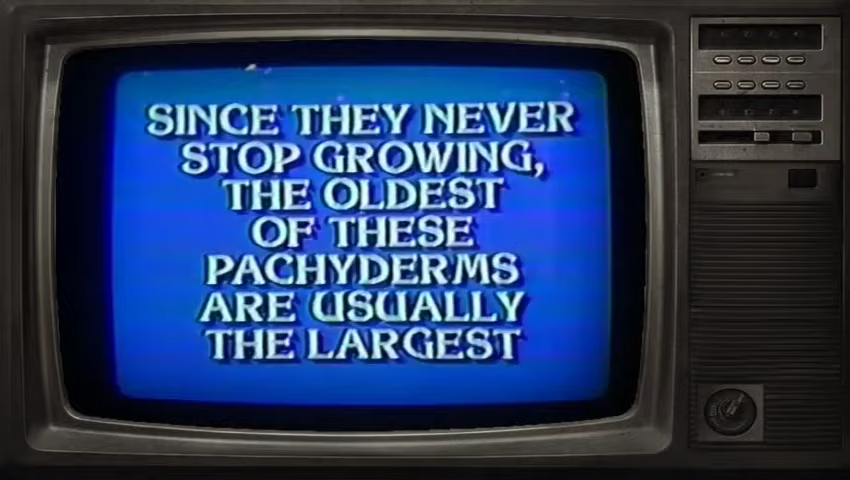 SINCE THEY NEVER
STOP GROWING,
THE OLDEST
OF THESE
PACHYDERMS
ARE USUALLY
THE LARGEST